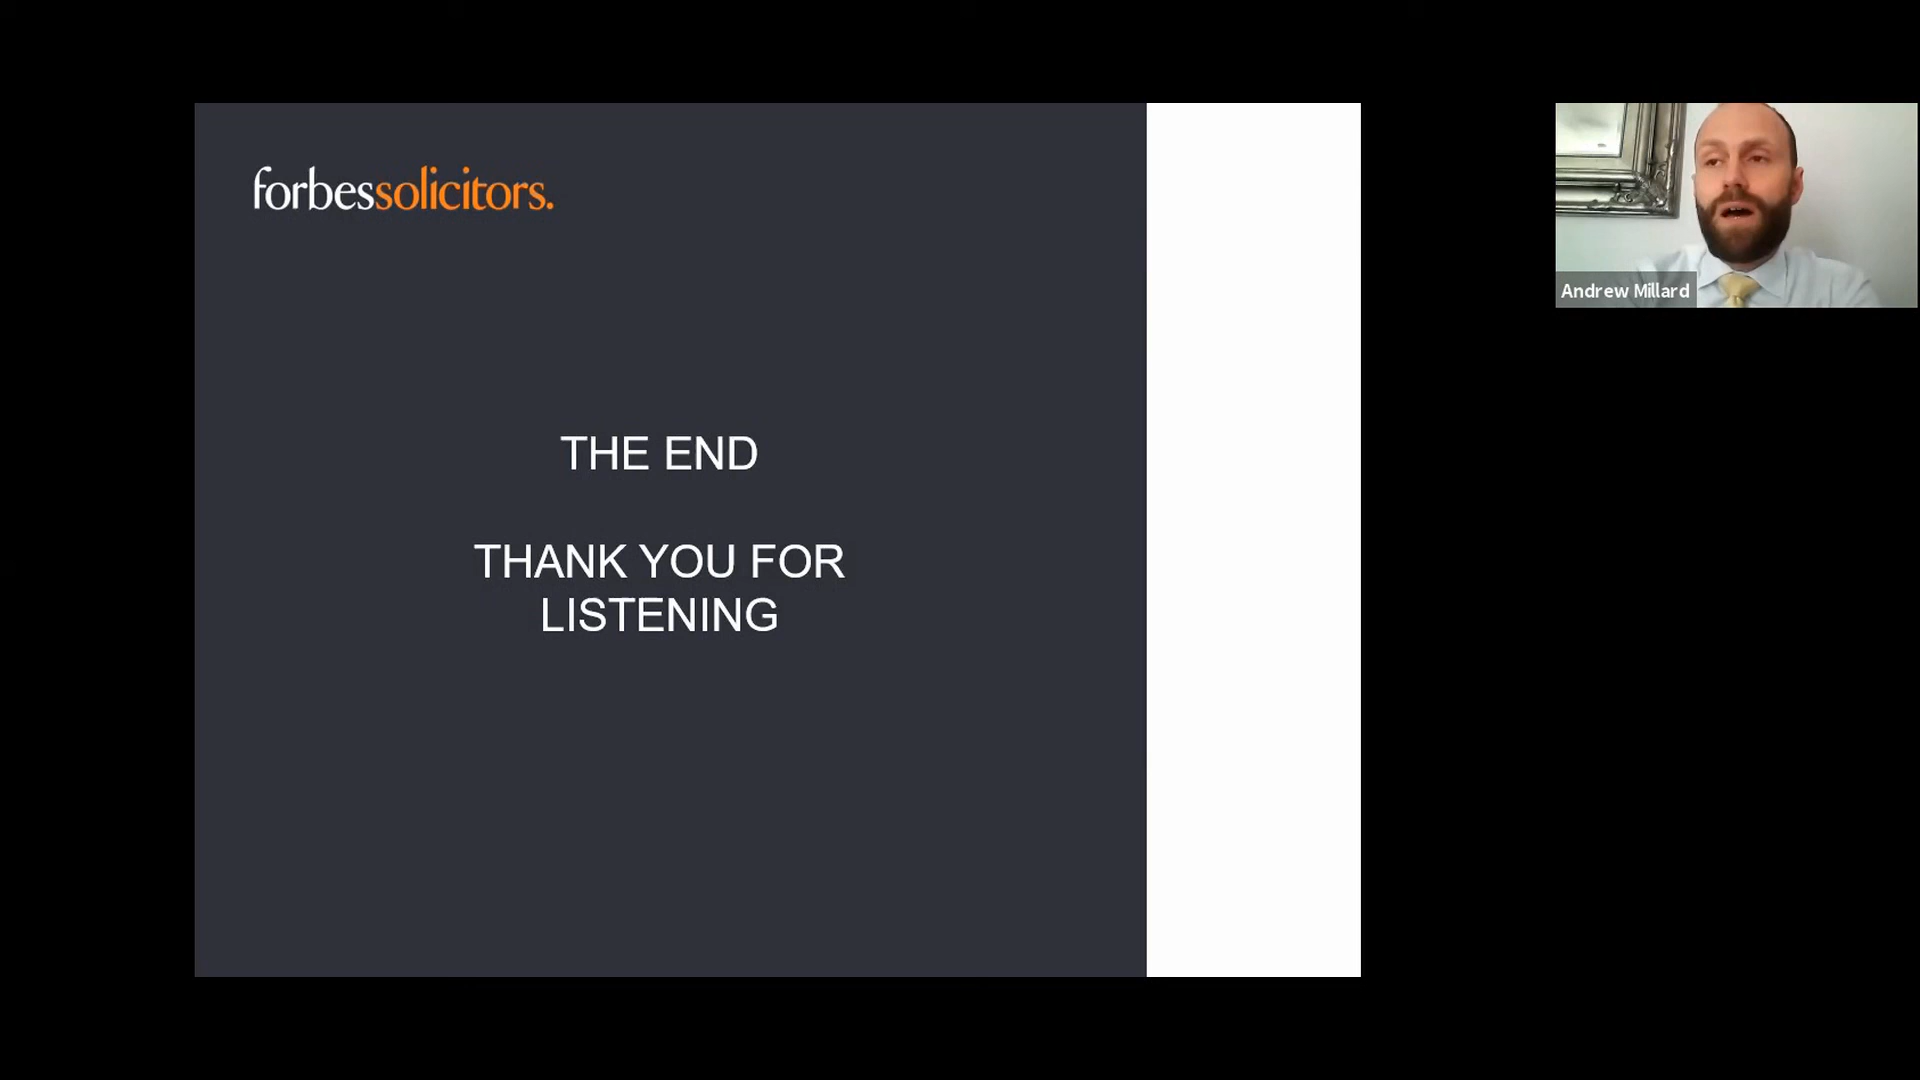 forbessolicitors.
THE END
THANK YOU FOR
LISTENING
Andrew Millard